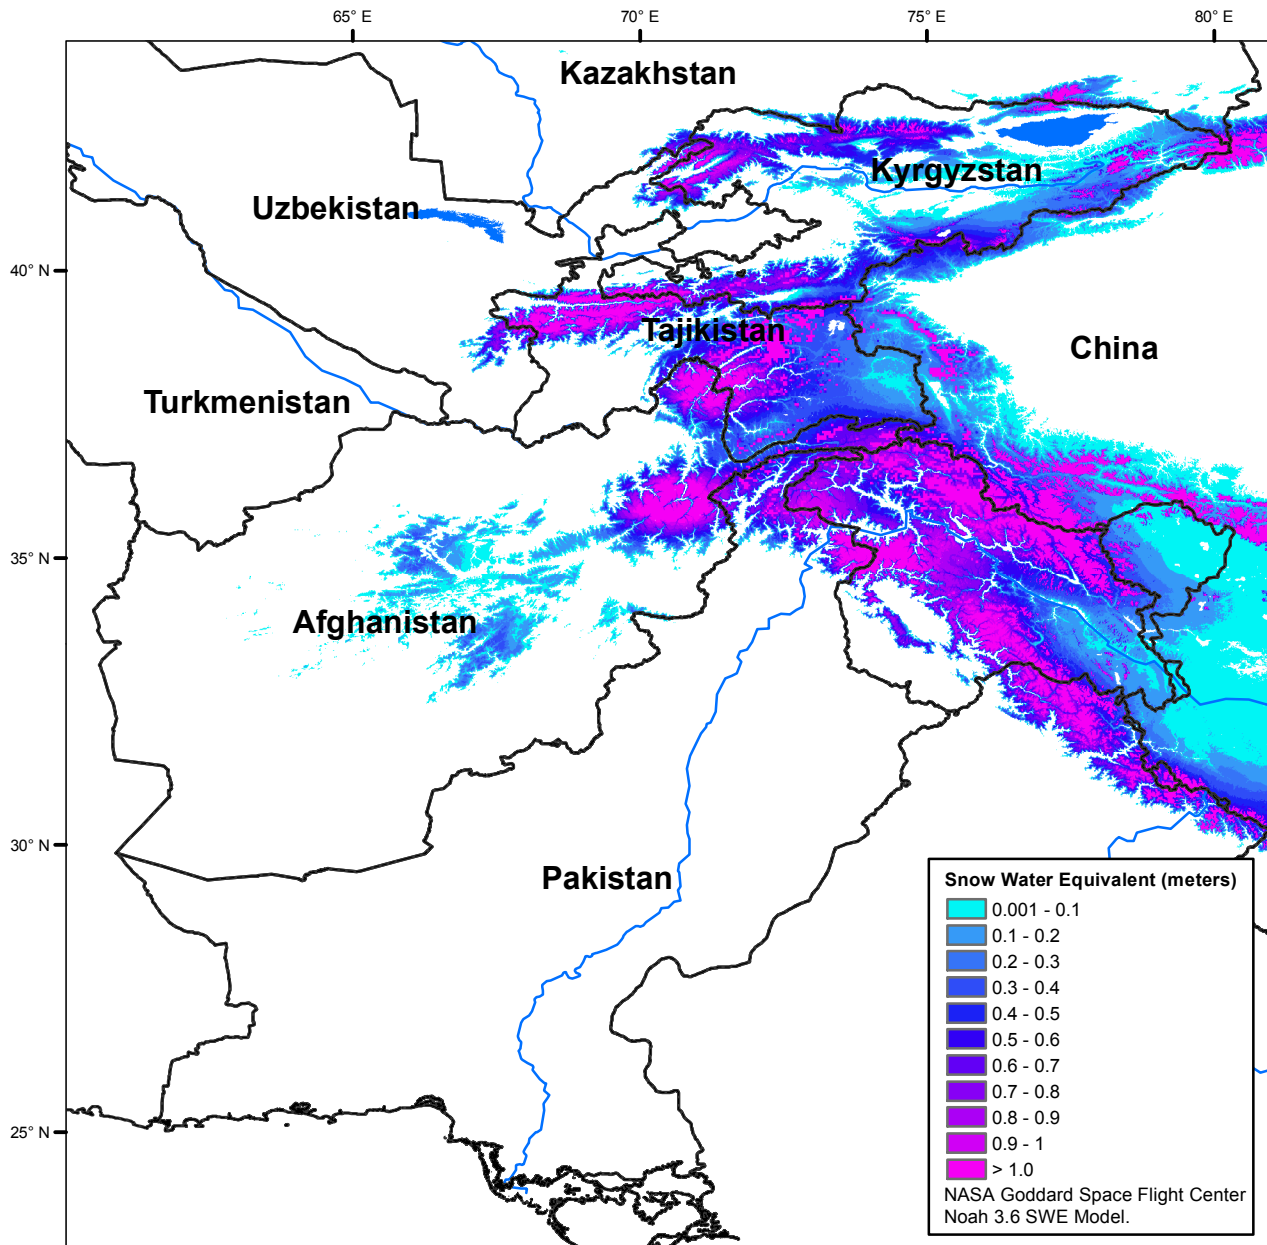 65° E
70° E
75° E
80° E
Kazakhstan
Kyrgyzstan
Uzbekistan
40° N
Tajikistan
China
Turkmenistan
35° N
Afghanistan
30° N
Pakistan
Snow Water Equivalent (meters)
0.001 - 0.1
0.1 - 0.2
0.2 - 0.3
0.3 - 0.4
0.4 - 0.5
0.5 - 0.6
0.6 - 0.7
0.7 - 0.8
0.8 - 0.9
0.9 - 1
> 1.0
NASA Goddard Space Flight Center
Noah 3.6 SWE Model.
25° N